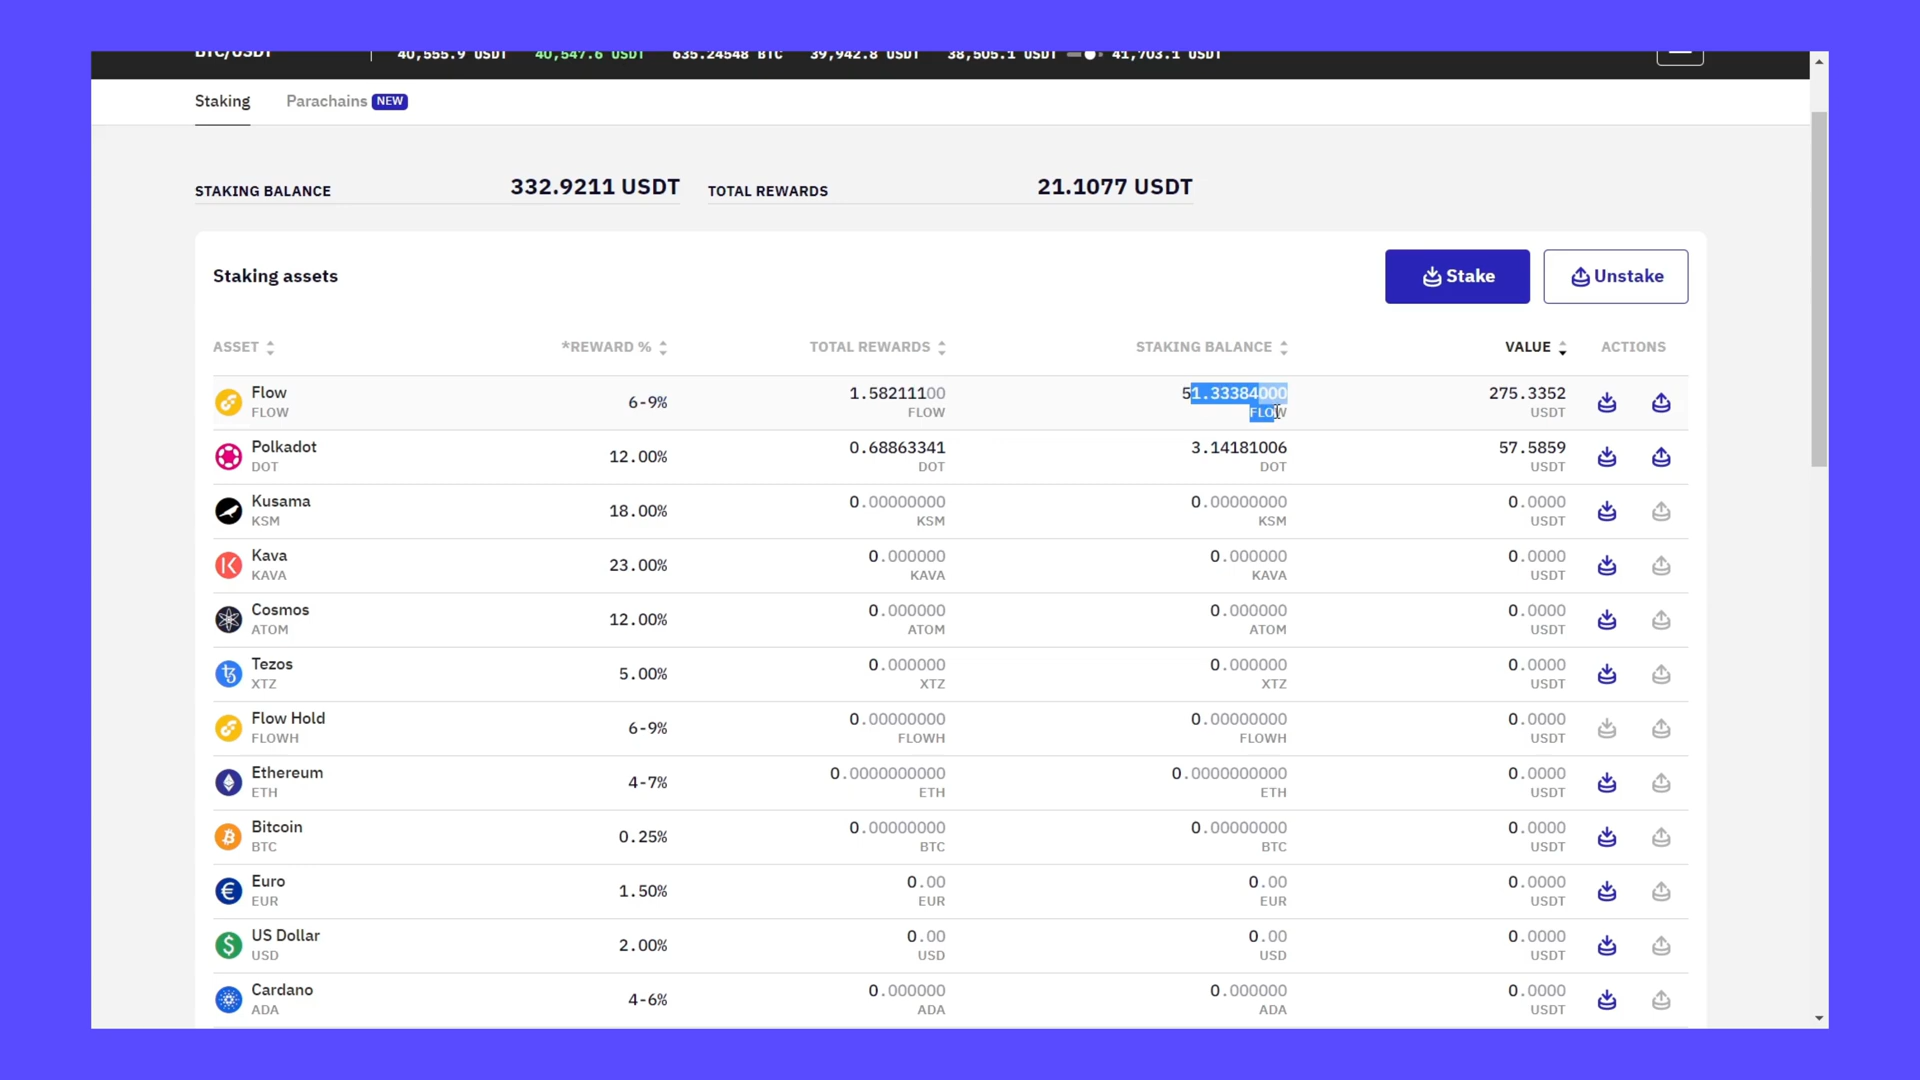 BTC/USDT 40,555.9 USDT 40,547.6 USDT 635.24548 BTC 39,942.8 USDT 38,505.1 USDT 41,703.1 USDT
Staking Parachains NEW
STAKING BALANCE 332.9211 USDT TOTAL REWARDS 21.1077 USDT
Staking assets Stake Unstake
ASSET *REWARD % TOTAL REWARDS STAKING BALANCE VALUE ACTIONS
Flow 6-9% 1.58211100 51.33384000 275.3352
FLOW FLOW FLOW USDT
Polkadot 12.00% 0.68863341 3.14181006 57.5859
DOT DOT DOT USDT
Kusama 18.00% 0.00000000 0.00000000 0.0000
KSM KSM KSM USDT
Kava 23.00% 0.000000 0.000000 0.0000
KAVA KAVA KAVA USDT
Cosmos 12.00% 0.000000 0.000000 0.0000
ATOM ATOM ATOM USDT
Tezos 5.00% 0.000000 0.000000 0.0000
XTZ XTZ XTZ USDT
Flow Hold 6-9% 0.00000000 0.00000000 0.0000
FLOWH FLOWH FLOWH USDT
Ethereum 4-7% 0.0000000000 0.0000000000 0.0000
ETH ETH ETH USDT
Bitcoin 0.25% 0.00000000 0.00000000 0.0000
BTC BTC BTC USDT
Euro 1.50% 0.00 0.00 0.0000
EUR EUR EUR USDT
US Dollar 2.00% 0.00 0.00 0.0000
USD USD USD USDT
Cardano 4-6% 0.000000 0.000000 0.0000
ADA ADA ADA USDT